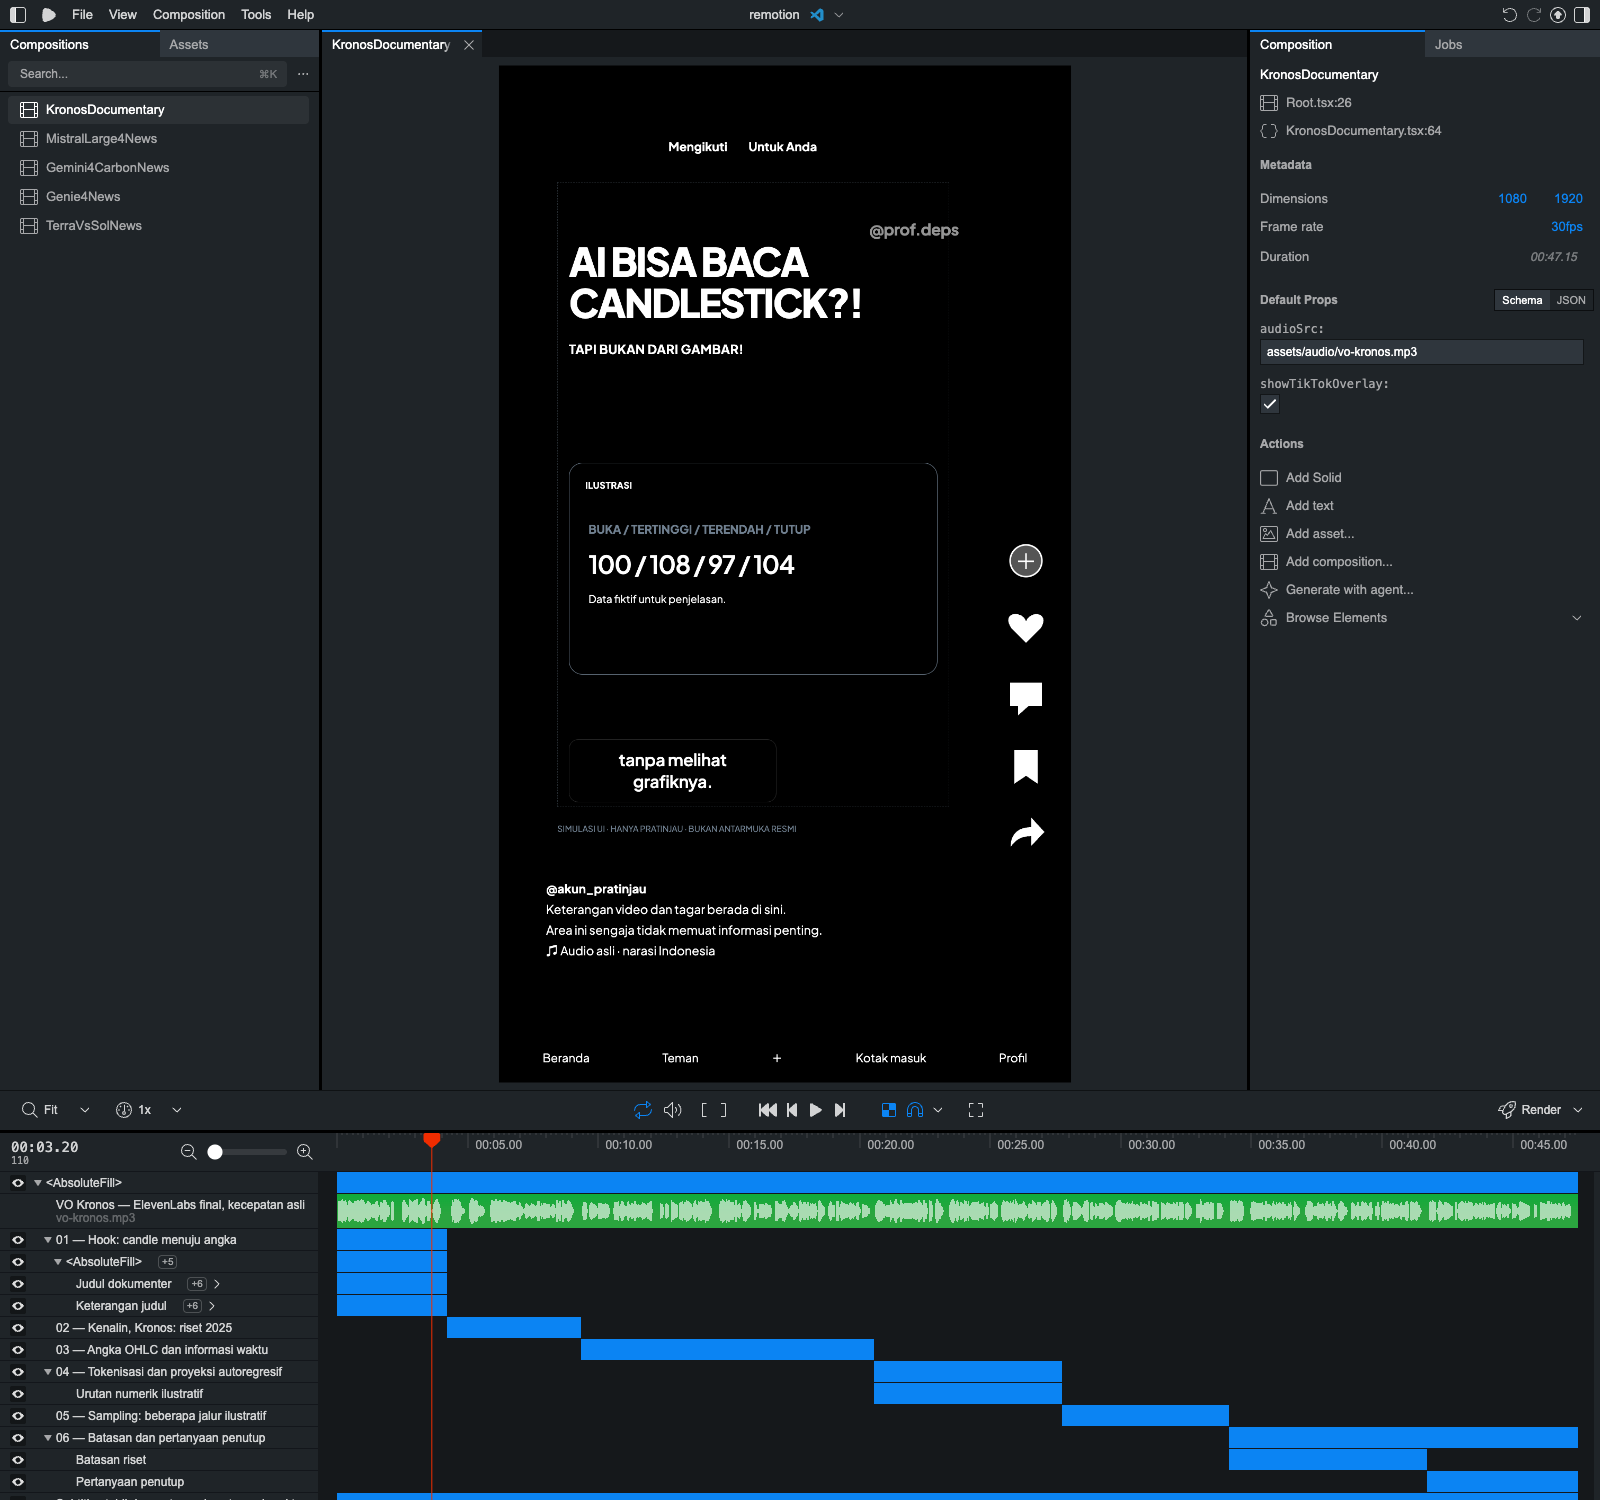 File View Composition Tools Help
remotion
Compositions Assets
Search... ⌘K ...
KronosDocumentary
MistralLarge4News
Gemini4CarbonNews
Genie4News
TerraVsSolNews
KronosDocumentary
Mengikuti Untuk Anda
@prof.deps
AI BISA BACA
CANDLESTICK?!
TAPI BUKAN DARI GAMBAR!
ILUSTRASI
BUKA / TERTINGGI / TERENDAH / TUTUP
100 / 108 / 97 / 104
Data fiktif untuk penjelasan.
tanpa melihat
grafiknya.
SIMULASI UI · HANYA PRATINJAU · BUKAN ANTARMUKA RESMI
@akun_pratinjau
Keterangan video dan tagar berada di sini.
Area ini sengaja tidak memuat informasi penting.
♫ Audio asli · narasi Indonesia
Beranda Teman + Kotak masuk Profil
Composition Jobs
KronosDocumentary
Root.tsx:26
KronosDocumentary.tsx:64
Metadata
Dimensions 1080 1920
Frame rate 30fps
Duration 00:47.15
Default Props Schema JSON
audioSrc:
assets/audio/vo-kronos.mp3
showTikTokOverlay:
Actions
Add Solid
Add text
Add asset...
Add composition...
Generate with agent...
Browse Elements
Fit 1x Render
00:03.20
110
00:05.00 00:10.00 00:15.00 00:20.00 00:25.00 00:30.00 00:35.00 00:40.00 00:45.00
<AbsoluteFill>
VO Kronos — ElevenLabs final, kecepatan asli
vo-kronos.mp3
01 — Hook: candle menuju angka
<AbsoluteFill> +5
Judul dokumenter +6
Keterangan judul +6
02 — Kenalin, Kronos: riset 2025
03 — Angka OHLC dan informasi waktu
04 — Tokenisasi dan proyeksi autoregresif
Urutan numerik ilustratif
05 — Sampling: beberapa jalur ilustratif
06 — Batasan dan pertanyaan penutup
Batasan riset
Pertanyaan penutup